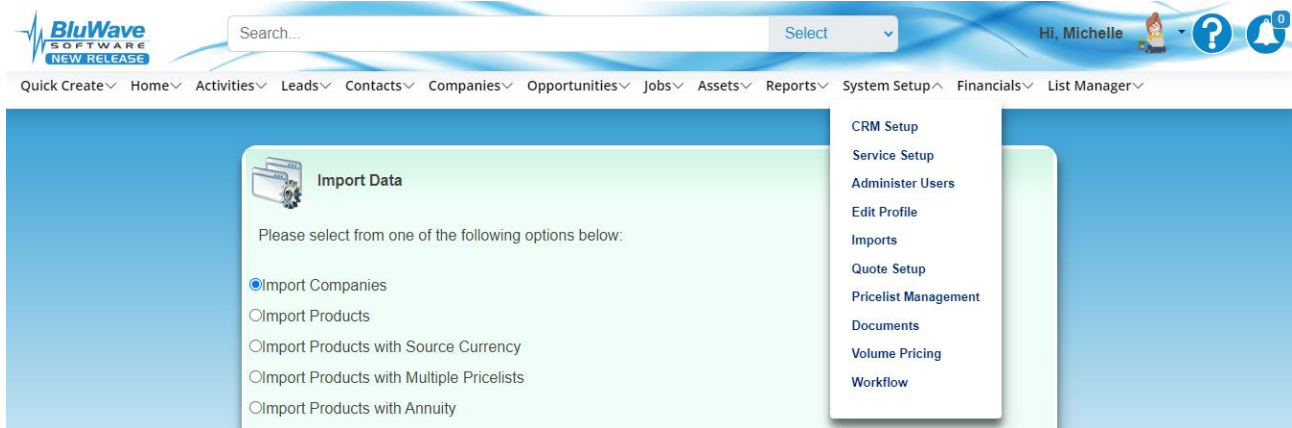 BluWave
SOFTWARE
NEW RELEASE
Search...
Select
Hi, Michelle
?
0
Quick Create Home Activities Leads Contacts Companies Opportunities Jobs Assets Reports System Setup Financials List Manager
CRM Setup
Service Setup
Administer Users
Edit Profile
Imports
Quote Setup
Pricelist Management
Documents
Volume Pricing
Workflow
Import Data
Please select from one of the following options below:
Import Companies
Import Products
Import Products with Source Currency
Import Products with Multiple Pricelists
Import Products with Annuity